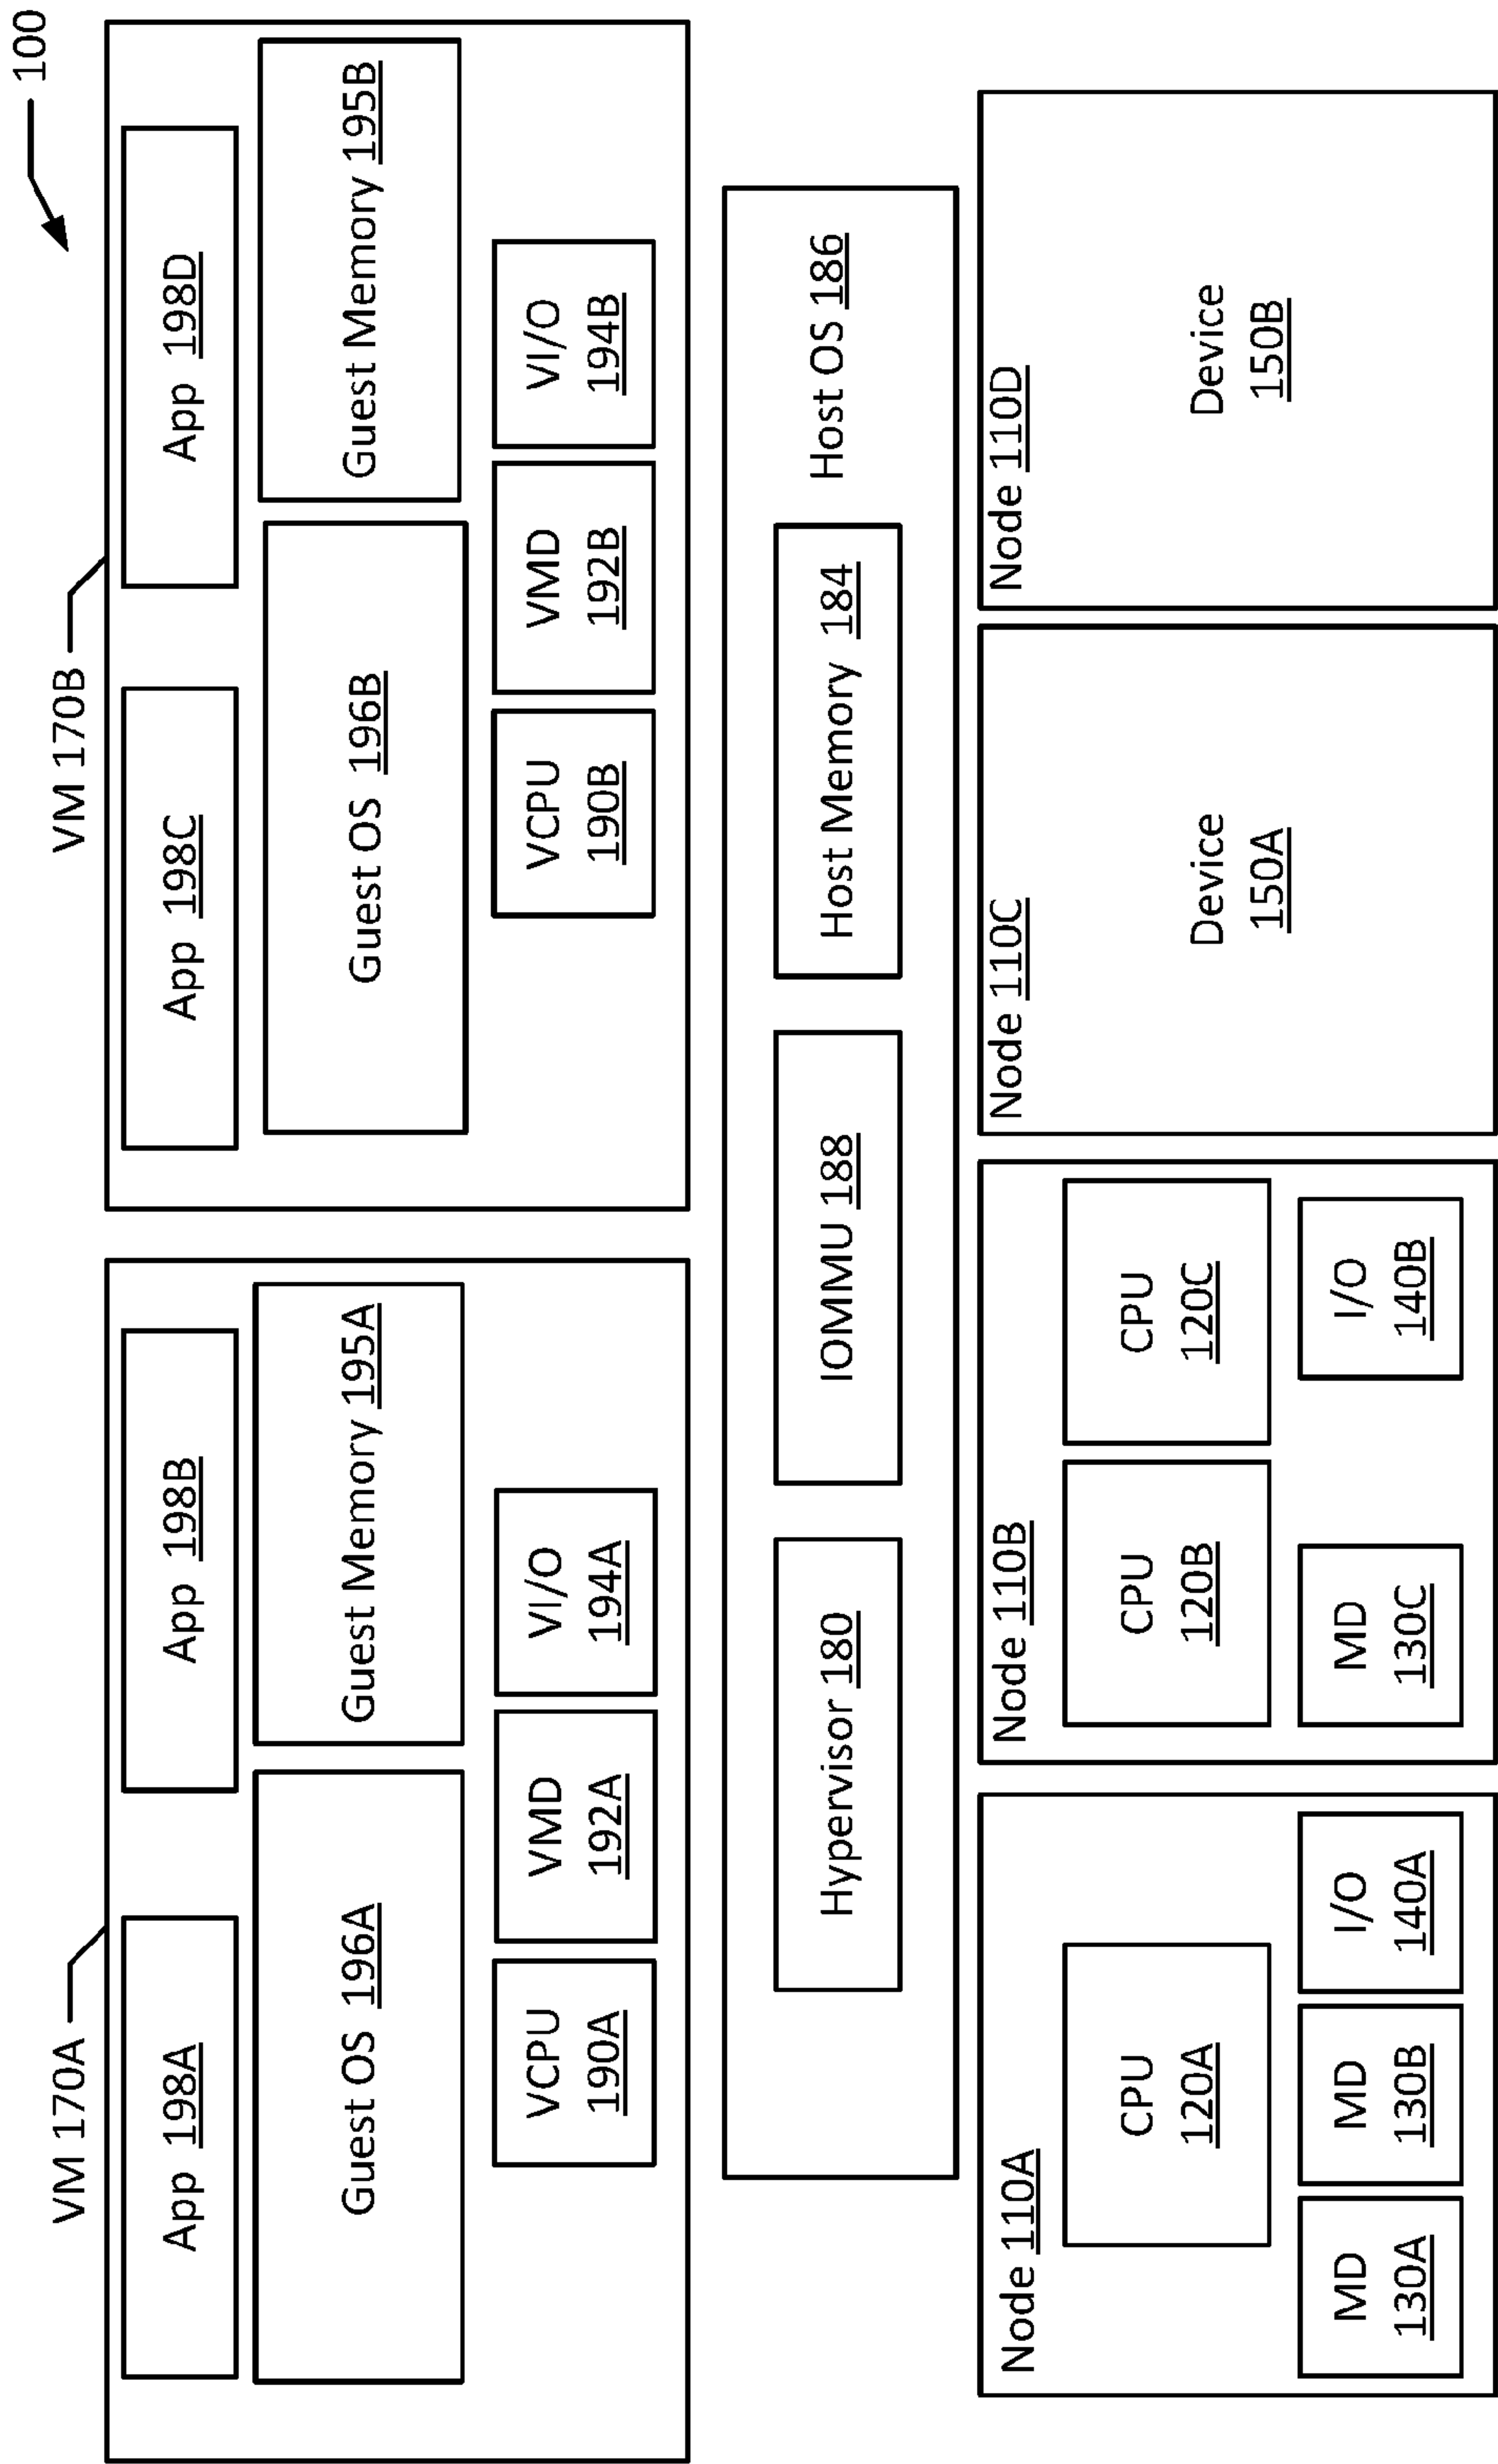 100
VM 170A
VM 170B
App 198A
App 198B
App 198C
App 198D
Guest OS 196A
Guest Memory 195A
Guest OS 196B
Guest Memory 195B
VCPU
190A
VMD
192A
VI/O
194A
VCPU
190B
VMD
192B
VI/O
194B
Hypervisor 180
IOMMU 188
Host Memory 184
Host OS 186
Node 110A
CPU
120A
MD
130A
MD
130B
I/O
140A
Node 110B
CPU
120B
CPU
120C
MD
130C
I/O
140B
Node 110C
Device
150A
Node 110D
Device
150B